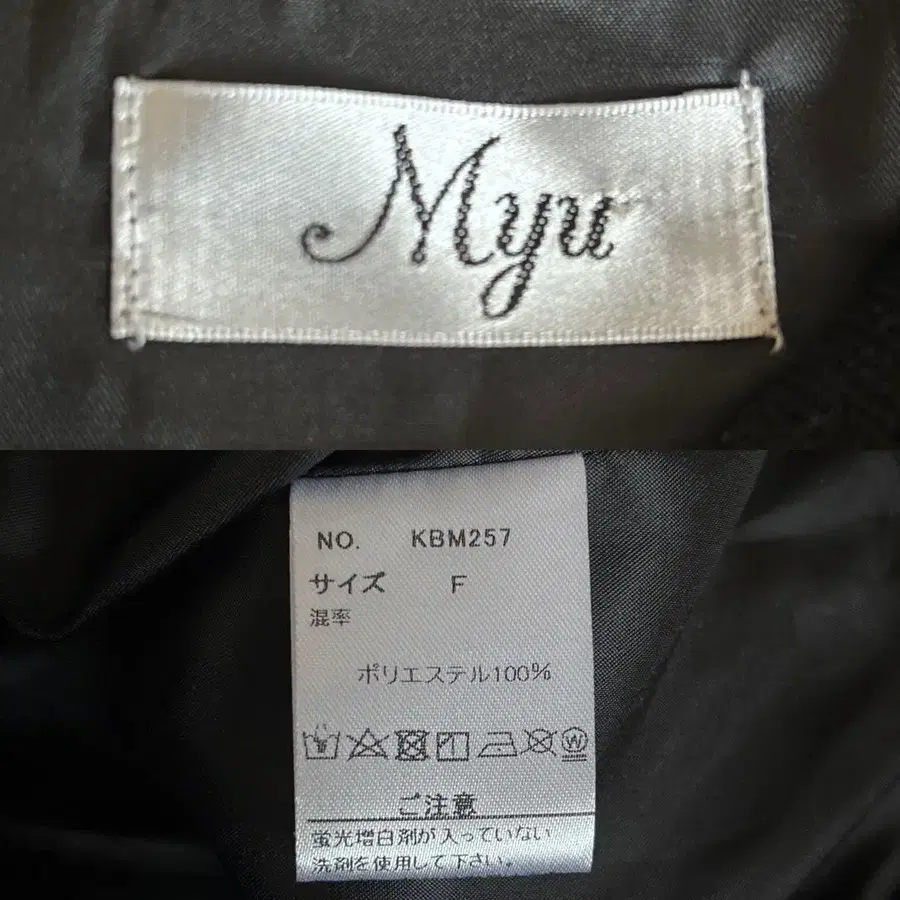 Myu
NO. KBM257
サイズ F
混率
ポリエステル100%
W
ご注意
蛍光増白剤が入っていない
洗剤を使用して下さい。